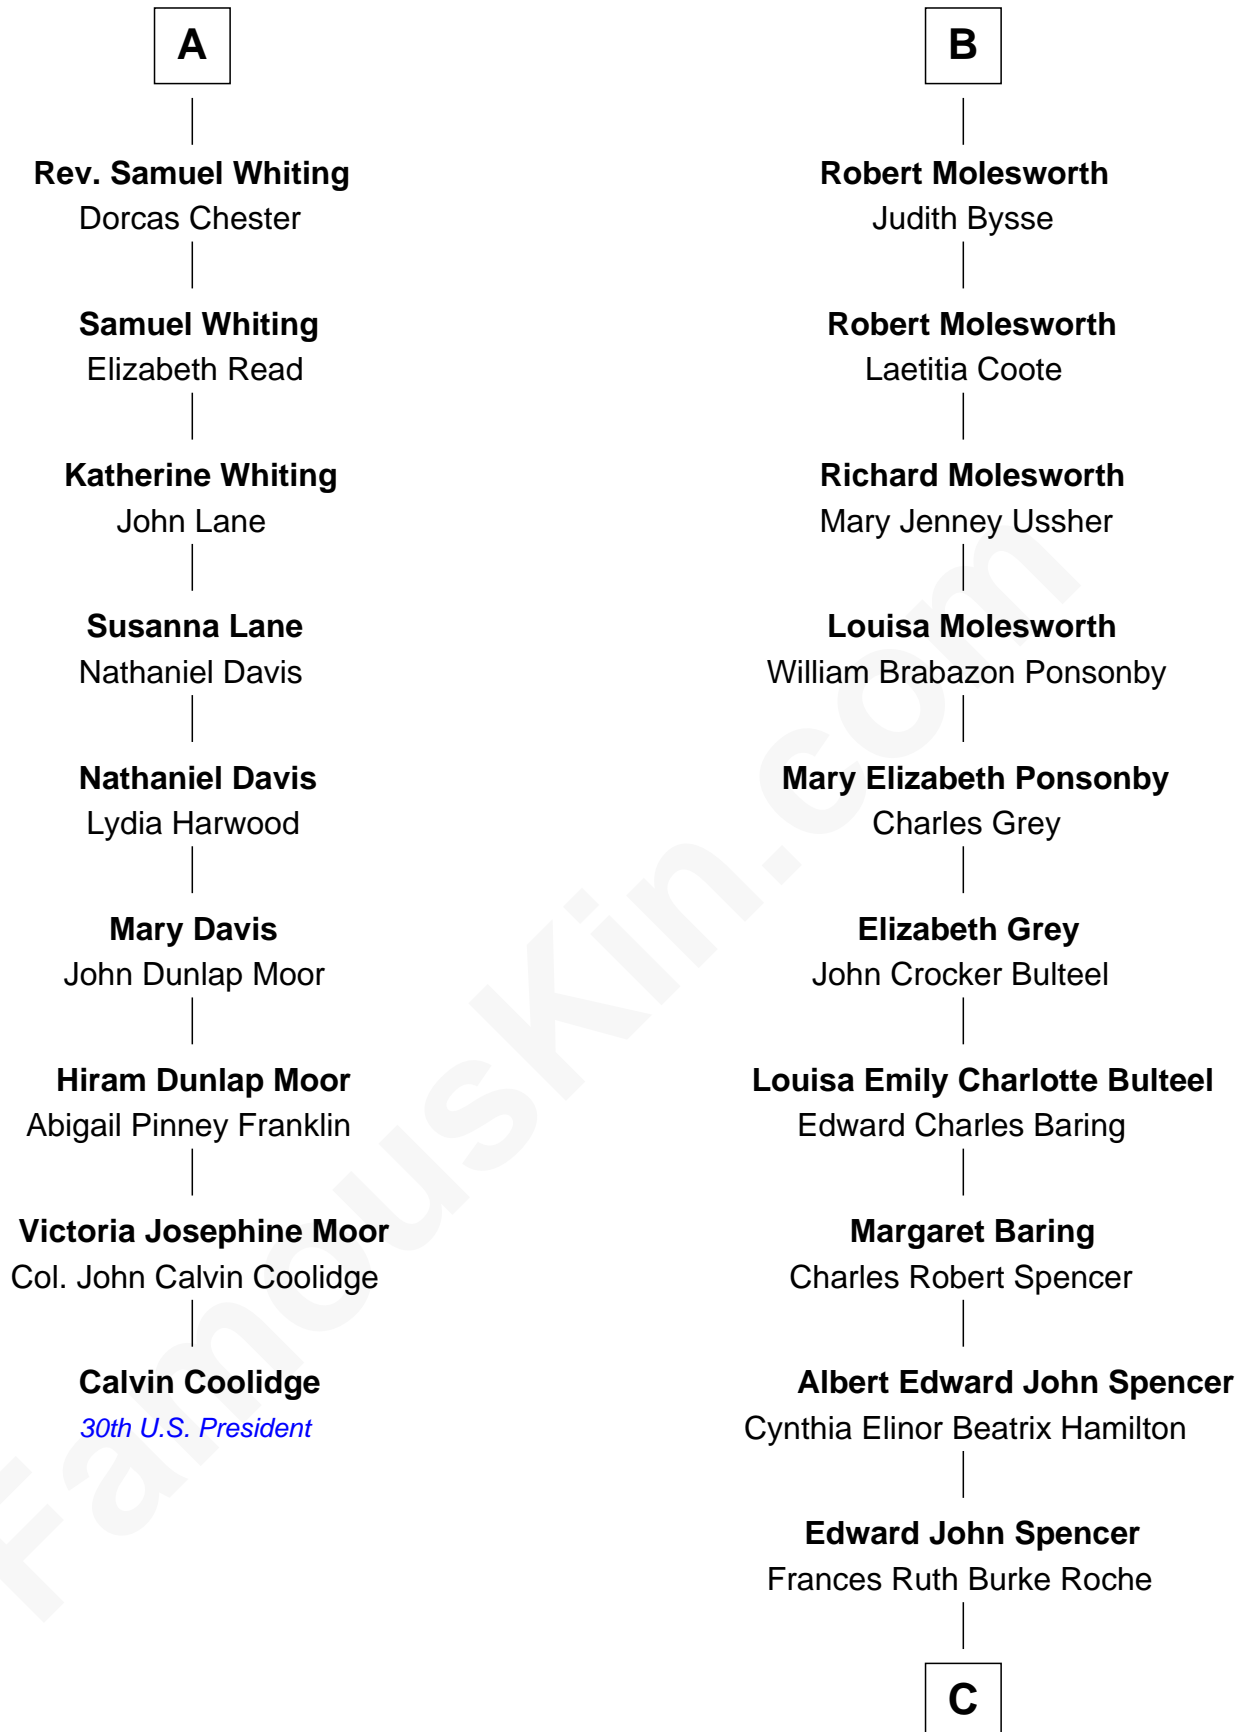 A
Rev. Samuel Whiting
Dorcas Chester
Samuel Whiting
Elizabeth Read
Katherine Whiting
John Lane
Susanna Lane
Nathaniel Davis
Nathaniel Davis
Lydia Harwood
Mary Davis
John Dunlap Moor
Hiram Dunlap Moor
Abigail Pinney Franklin
Victoria Josephine Moor
Col. John Calvin Coolidge
Calvin Coolidge
30th U.S. President
B
Robert Molesworth
Judith Bysse
Robert Molesworth
Laetitia Coote
Richard Molesworth
Mary Jenney Ussher
Louisa Molesworth
William Brabazon Ponsonby
Mary Elizabeth Ponsonby
Charles Grey
Elizabeth Grey
John Crocker Bulteel
Louisa Emily Charlotte Bulteel
Edward Charles Baring
Margaret Baring
Charles Robert Spencer
Albert Edward John Spencer
Cynthia Elinor Beatrix Hamilton
Edward John Spencer
Frances Ruth Burke Roche
C
FamousKin.com